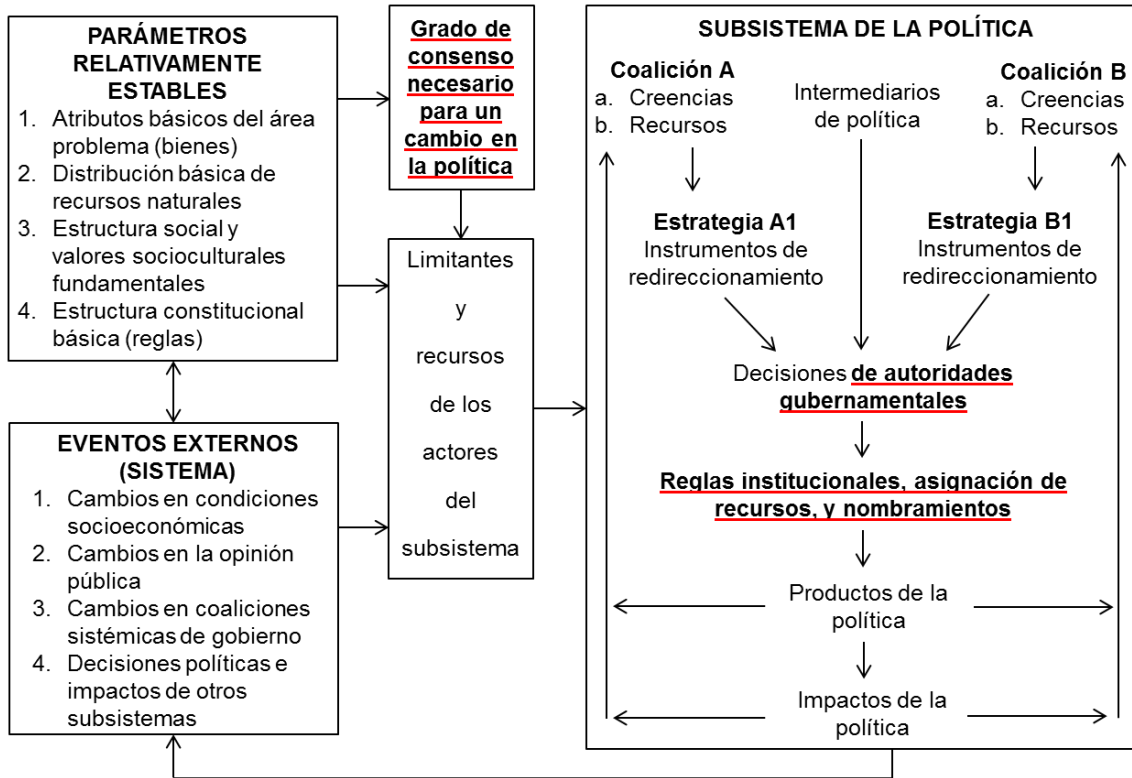 PARÁMETROS
RELATIVAMENTE
ESTABLES
1. Atributos básicos del área
problema (bienes)
2. Distribución básica de
recursos naturales
3. Estructura social y
valores socioculturales
fundamentales
4. Estructura constitucional
básica (reglas)
EVENTOS EXTERNOS
(SISTEMA)
1. Cambios en condiciones
socioeconómicas
2. Cambios en la opinión
pública
3. Cambios en coaliciones
sistémicas de gobierno
4. Decisiones políticas e
impactos de otros
subsistemas
Grado de
consenso
necesario
para un
cambio en
la política
Limitantes
y
recursos
de los
actores
del
subsistema
SUBSISTEMA DE LA POLÍTICA
Coalición A
a. Creencias
b. Recursos
Intermediarios
de política
Coalición B
a. Creencias
b. Recursos
Estrategia A1
Instrumentos de
redireccionamiento
Estrategia B1
Instrumentos de
redireccionamiento
Decisiones de autoridades
gubernamentales
Reglas institucionales, asignación de
recursos, y nombramientos
Productos de la
política
Impactos de la
política